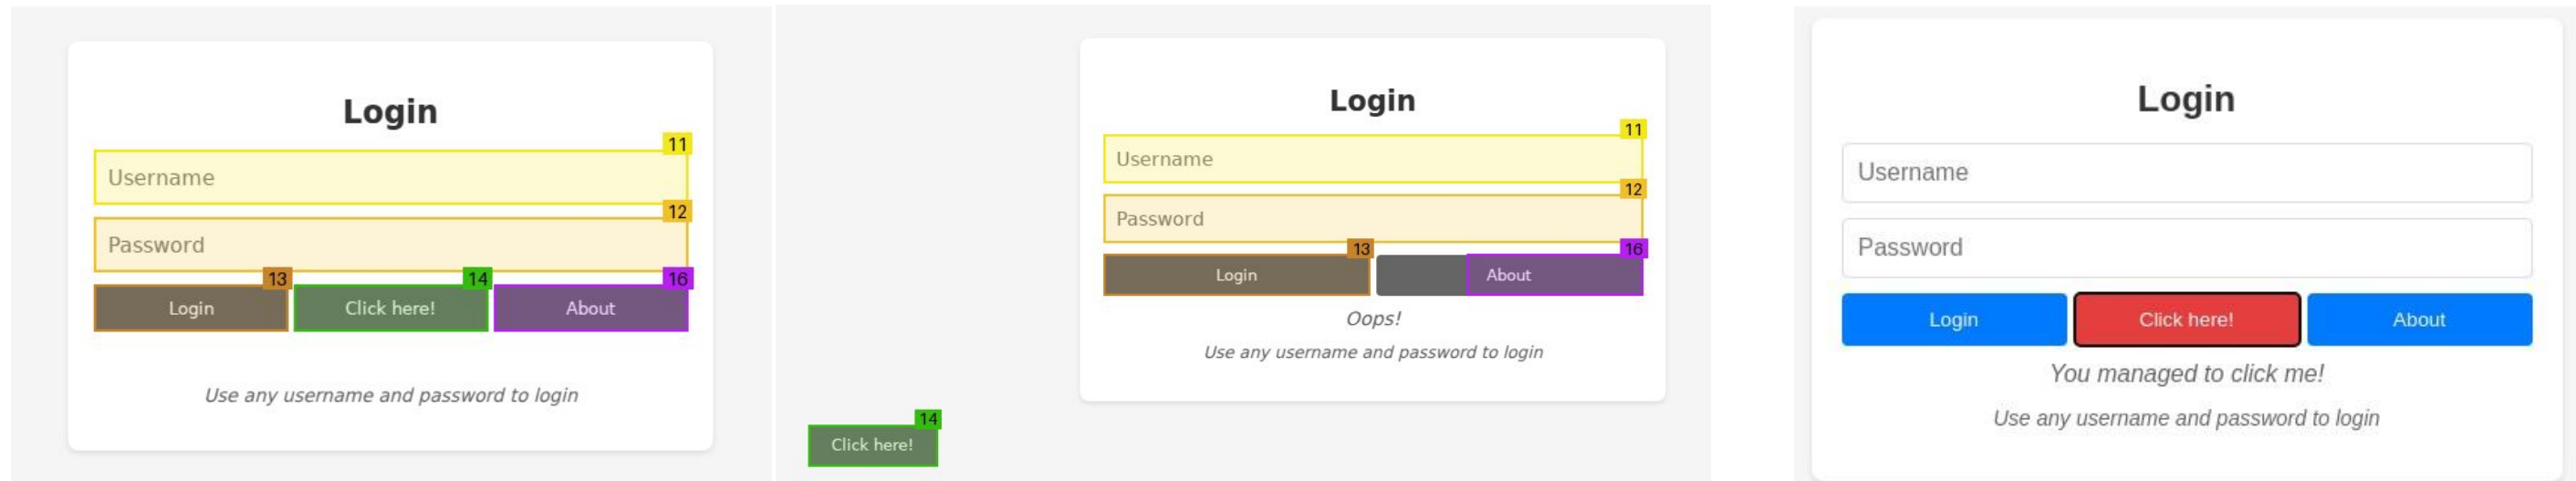 Login
11
Username
12
Password
13 14 16
Login Click here! About
Use any username and password to login
Login
11
Username
12
Password
13 16
Login About
Oops!
Use any username and password to login
14
Click here!
Login
Username
Password
Login Click here! About
You managed to click me!
Use any username and password to login